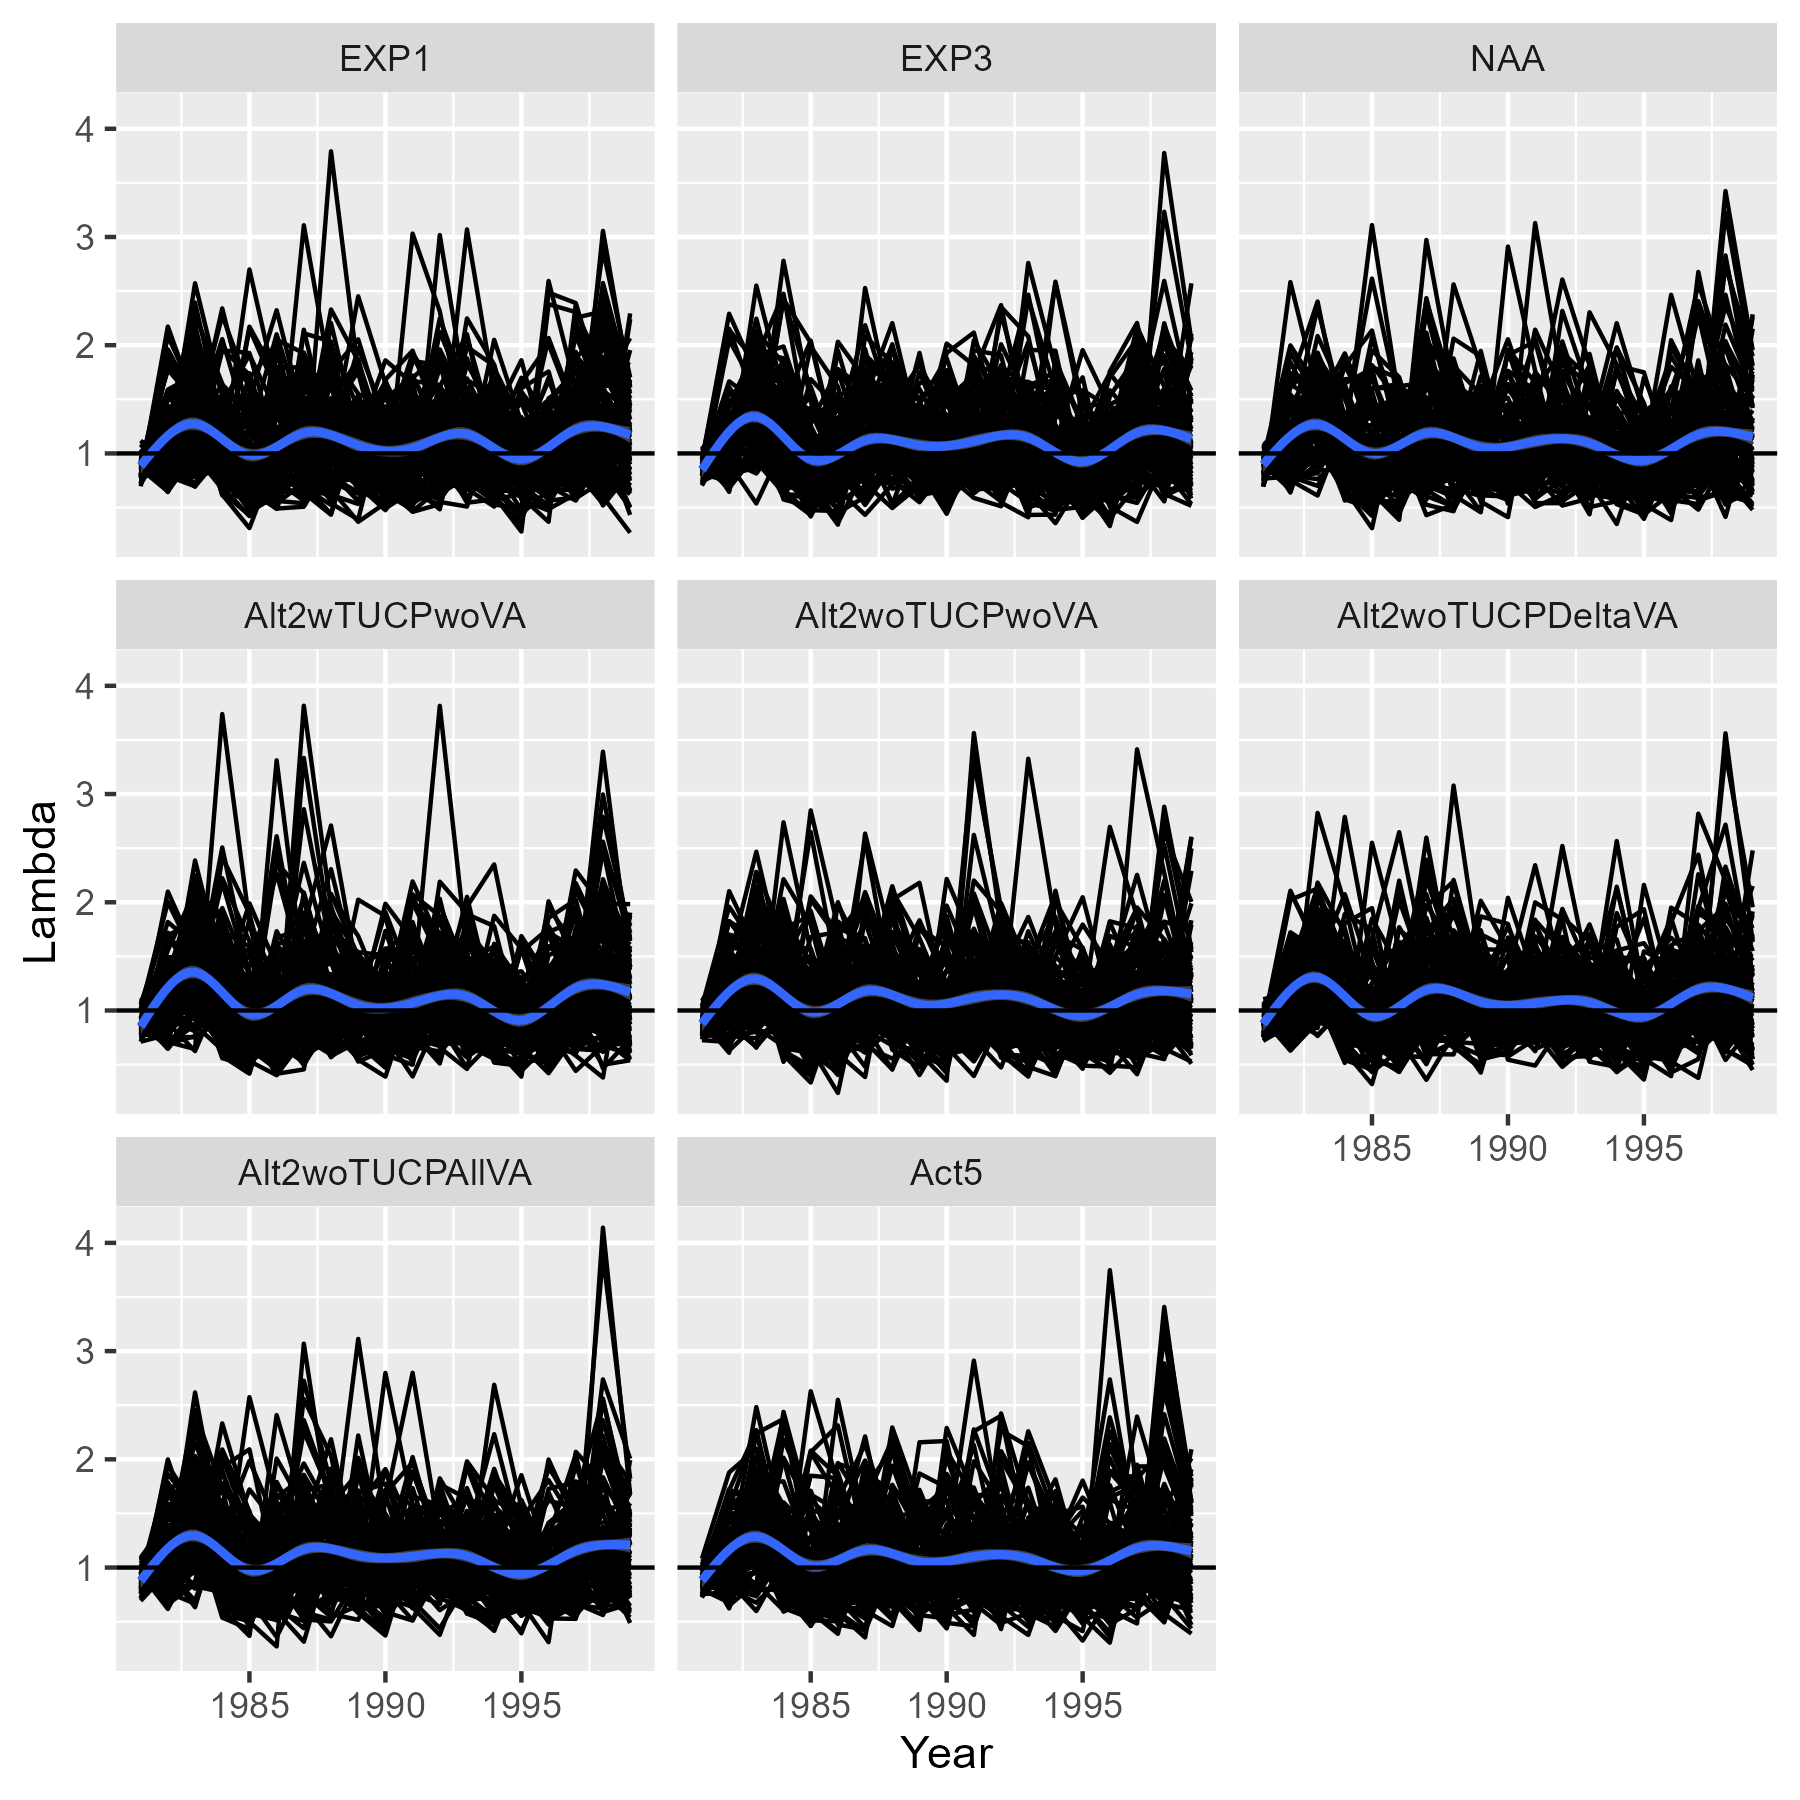 EXP1 EXP3 NAA
4
3
2
1
Alt2wTUCPwoVA Alt2woTUCPwoVA Alt2woTUCPDeltaVA
4
3
2
1
Lambda
1985 1990 1995
Alt2woTUCPAllVA Act5
4
3
2
1
1985 1990 1995 1985 1990 1995
Year